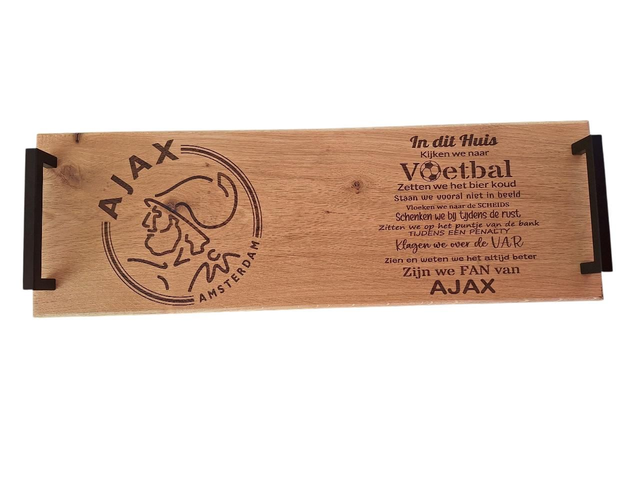 AJAX
AMSTERDAM
In dit Huis
Kijken we naar
Voetbal
Zetten we het bier koud
Staan we vooral niet in beeld
Vloeken we naar de SCHEIDS
Schenken we bij tijdens de rust
Zitten we op het puntje van de bank
TIJDENS EEN PENALTY
Klagen we over de VAR
Zien en weten we het altijd beter
Zijn we FAN van
AJAX